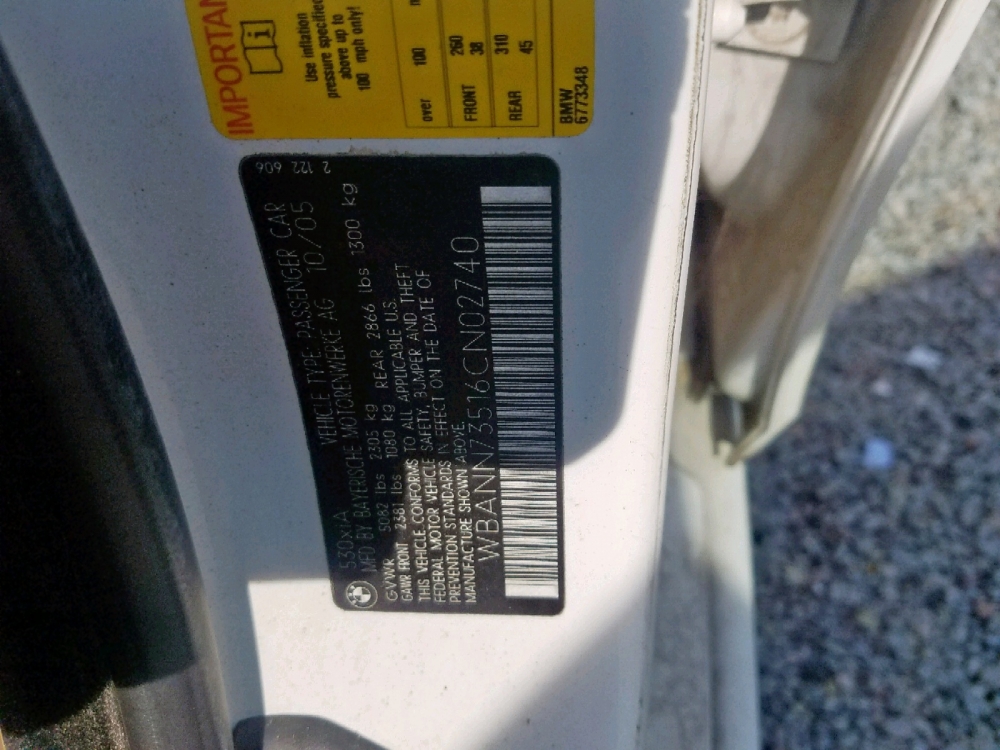 IMPORTAN
Use inflation
pressure specified
above up to
100 mph only!
over 100
FRONT 260
38
REAR 310
45
BMW
6773348
2 122 606
530xiA VEHICLE TYPE-PASSENGER CAR
MFD BY BAYERISCHE MOTORENWERKE AG 10/05
GVWR 5082 lbs 2305 kg
GAWR FRONT 2381 lbs 1080 kg REAR 2866 lbs 1300 kg
THIS VEHICLE CONFORMS TO ALL APPLICABLE U.S.
FEDERAL MOTOR VEHICLE SAFETY, BUMPER AND THEFT
PREVENTION STANDARDS IN EFFECT ON THE DATE OF
MANUFACTURE SHOWN ABOVE.
WBANN73516CN02740